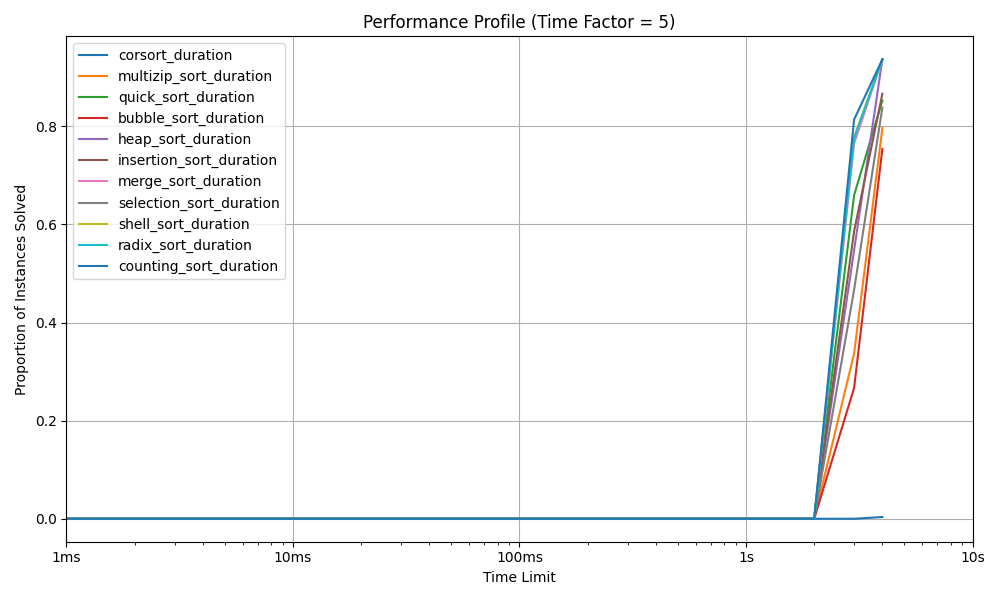 Performance Profile (Time Factor = 5)
corsort_duration
multizip_sort_duration
quick_sort_duration
bubble_sort_duration
heap_sort_duration
insertion_sort_duration
merge_sort_duration
selection_sort_duration
shell_sort_duration
radix_sort_duration
counting_sort_duration
Proportion of Instances Solved
0.8
0.6
0.4
0.2
0.0
1ms 10ms 100ms 1s 10s
Time Limit